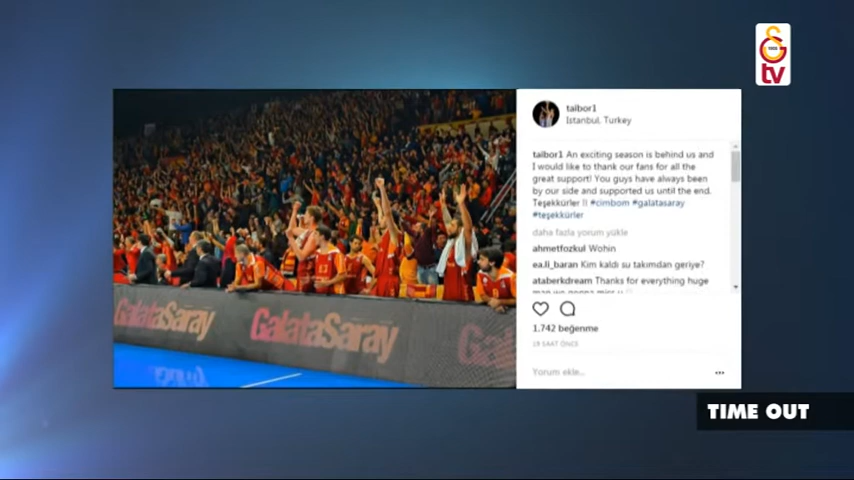 GS
tv
taibor1
Istanbul, Turkey
taibor1 An exciting season is behind us and
I would like to thank our fans for all the
great support! You guys have always been
by our side and supported us until the end.
Teşekkürler !! #cimbom #galatasaray
#teşekkürler
daha fazla yorum yükle
ahmetfozkul Wohin
ea.li_baran Kim kaldı su takımdan geriye?
ataberkdream Thanks for everything huge
1.742 beğenme
19 SAAT ÖNCE
Yorum ekle...
GalataSaray
GalataSaray
GalataS
TIME OUT